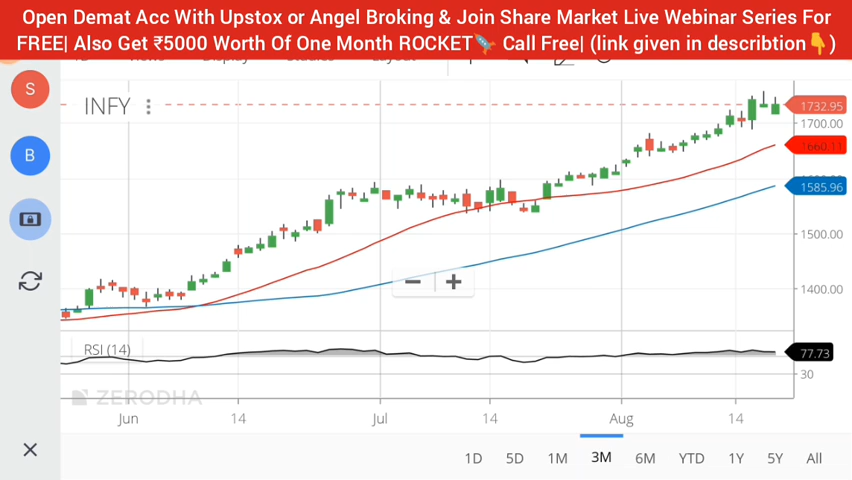 Open Demat Acc With Upstox or Angel Broking & Join Share Market Live Webinar Series For
FREE| Also Get ₹5000 Worth Of One Month ROCKET🚀 Call Free| (link given in describtion👇)
S
INFY
1732.95
1700.00
B
1660.11
1585.96
1500.00
1400.00
RSI (14)
77.73
30
ZERODHA
Jun 14 Jul 14 Aug 14
1D 5D 1M 3M 6M YTD 1Y 5Y All